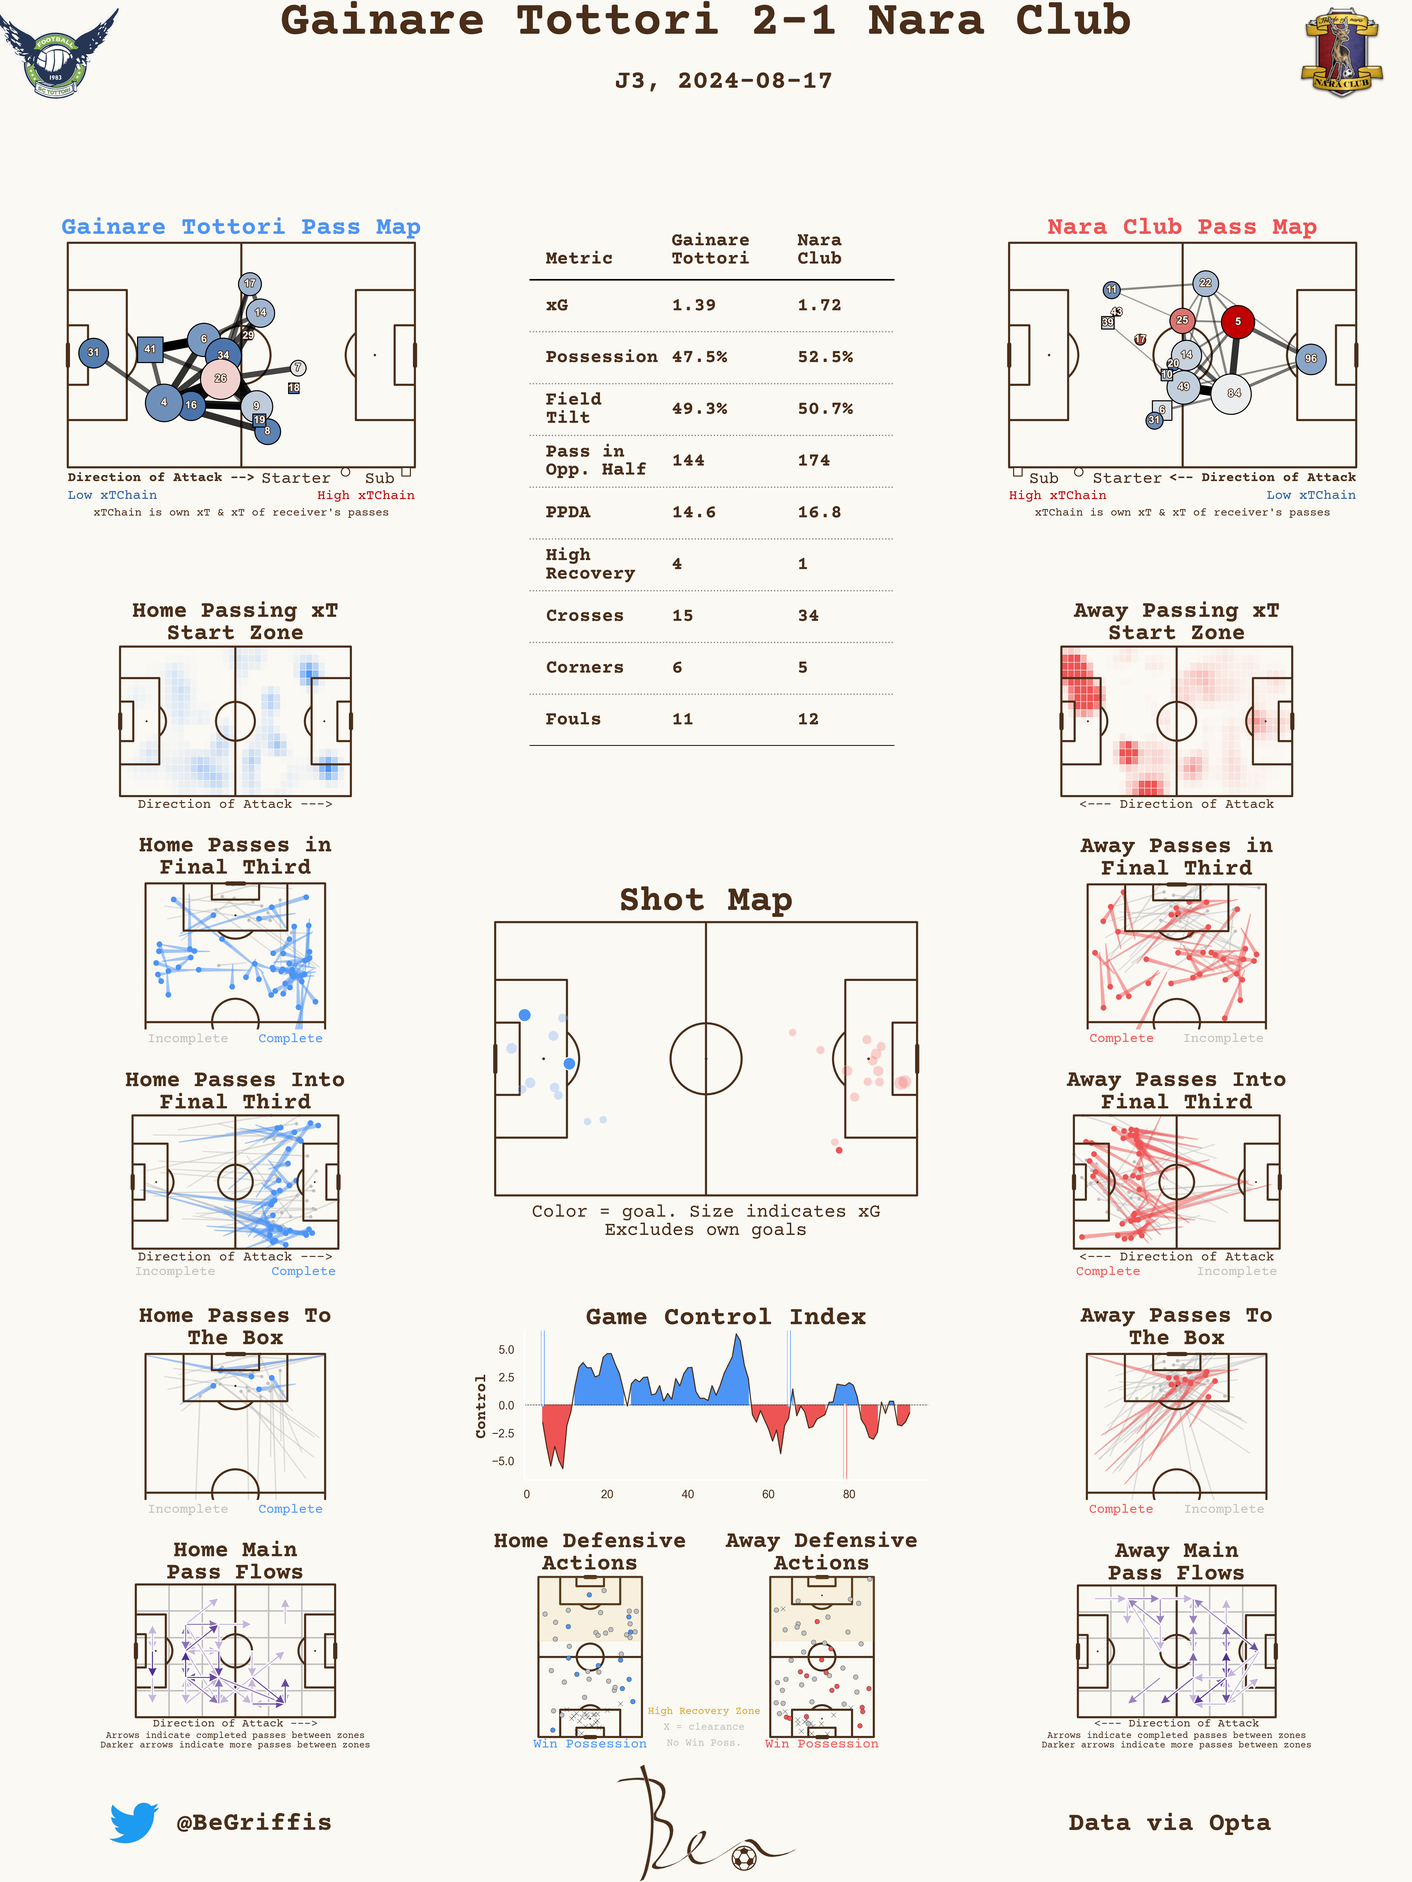 Gainare Tottori 2-1 Nara Club
J3, 2024-08-17
FOOTBALL
1983
SC TOTTORI
NARA CLUB
Gainare Tottori Pass Map
17
14
29
6
34
41
31
26
7
18
4
16
9
19
8
Direction of Attack --> Starter Sub
Low xTChain High xTChain
xTChain is own xT & xT of receiver's passes
Metric Gainare Tottori Nara Club
xG 1.39 1.72
Possession 47.5% 52.5%
Field Tilt 49.3% 50.7%
Pass in Opp. Half 144 174
PPDA 14.6 16.8
High Recovery 4 1
Crosses 15 34
Corners 6 5
Fouls 11 12
Nara Club Pass Map
11
22
43
39
25
5
17
14
20
96
10
49
84
6
31
Sub Starter <-- Direction of Attack
High xTChain Low xTChain
xTChain is own xT & xT of receiver's passes
Home Passing xT
Start Zone
Direction of Attack --->
Away Passing xT
Start Zone
<--- Direction of Attack
Home Passes in
Final Third
Incomplete Complete
Away Passes in
Final Third
Complete Incomplete
Shot Map
Color = goal. Size indicates xG
Excludes own goals
Home Passes Into
Final Third
Direction of Attack --->
Incomplete Complete
Away Passes Into
Final Third
<--- Direction of Attack
Complete Incomplete
Home Passes To
The Box
Incomplete Complete
Game Control Index
Control
5.0
2.5
0.0
−2.5
−5.0
0 20 40 60 80
Away Passes To
The Box
Complete Incomplete
Home Main
Pass Flows
Direction of Attack --->
Arrows indicate completed passes between zones
Darker arrows indicate more passes between zones
Home Defensive
Actions
Win Possession
High Recovery Zone
X = clearance
No Win Poss.
Away Defensive
Actions
Win Possession
Away Main
Pass Flows
<--- Direction of Attack
Arrows indicate completed passes between zones
Darker arrows indicate more passes between zones
@BeGriffis
Ben
Data via Opta